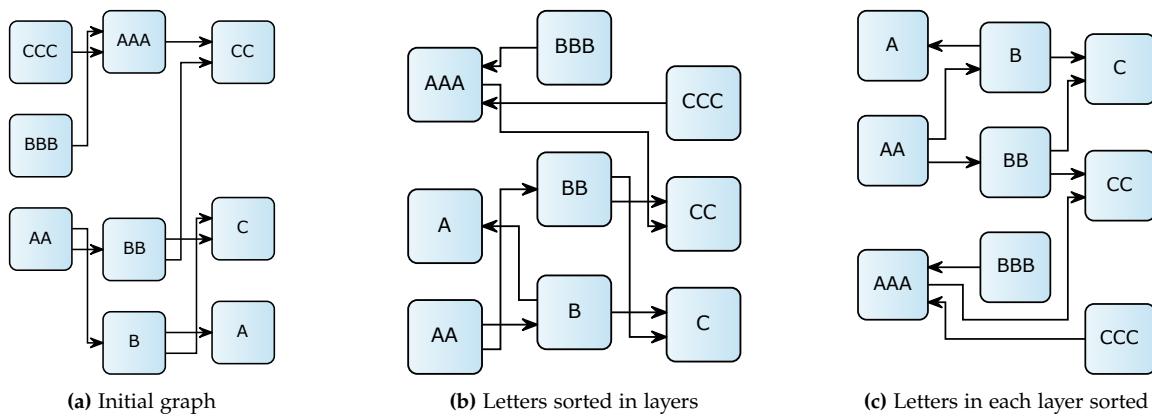 CCC
AAA
CC
BBB
AA
BB
C
B
A
(a) Initial graph
BBB
AAA
CCC
BB
A
CC
B
AA
C
(b) Letters sorted in layers
A
B
C
AA
BB
CC
BBB
AAA
CCC
(c) Letters in each layer sorted